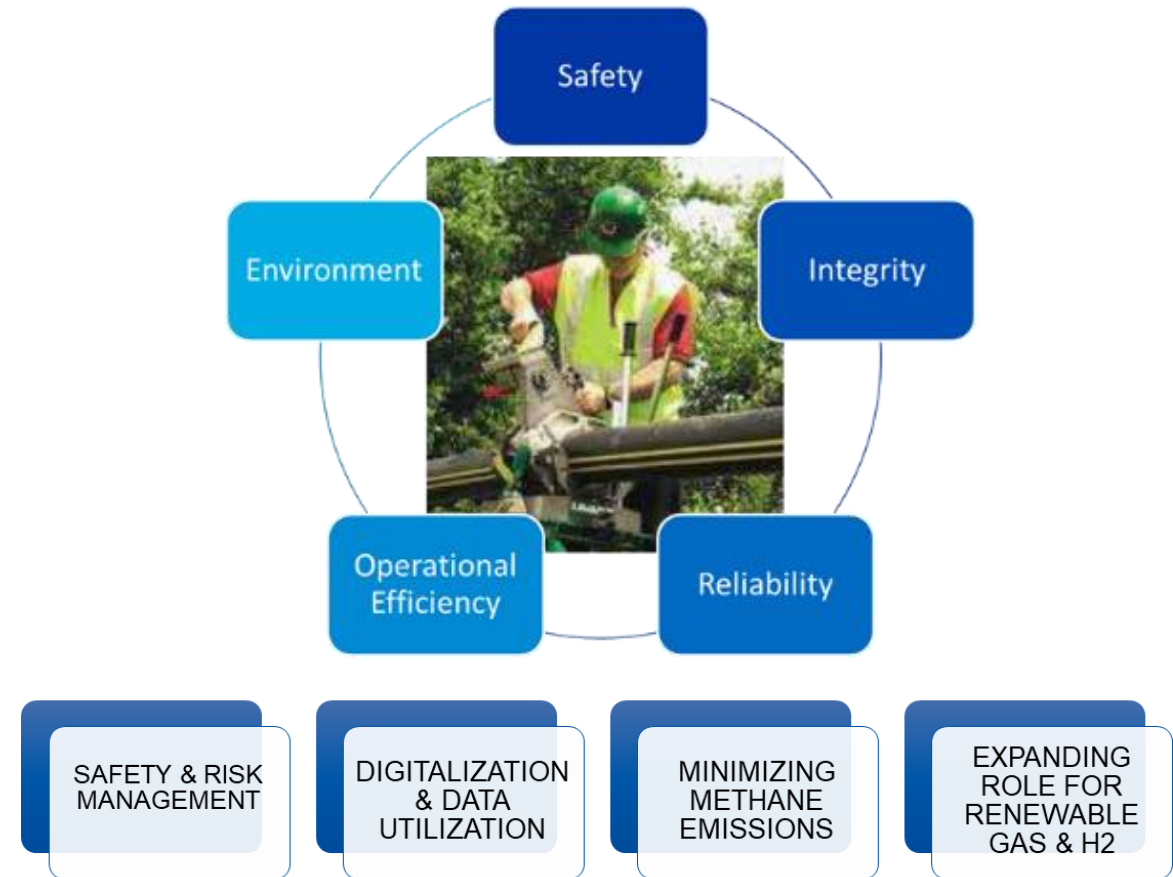 Safety
Environment
Integrity
Operational
Efficiency
Reliability
SAFETY & RISK
MANAGEMENT
DIGITALIZATION
& DATA
UTILIZATION
MINIMIZING
METHANE
EMISSIONS
EXPANDING
ROLE FOR
RENEWABLE
GAS & H2